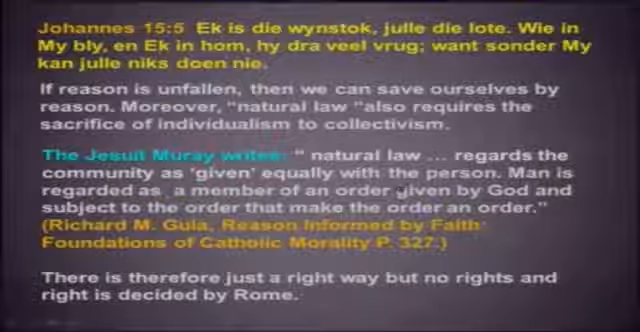 Johannes 15:5 Ek is die wynstok, julle die lote. Wie in
My bly, en Ek in hom, hy dra veel vrug; want sonder My
kan julle niks doen nie.
If reason is unfallen, then we can save ourselves by
reason. Moreover, "natural law "also requires the
sacrifice of individualism to collectivism.
The Jesuit Muray writes: " natural law ... regards the
community as 'given' equally with the person. Man is
regarded as a member of an order given by God and
subject to the order that make the order an order."
(Richard M. Gula, Reason Informed by Faith:
Foundations of Catholic Morality P. 327.)
There is therefore just a right way but no rights and
right is decided by Rome.